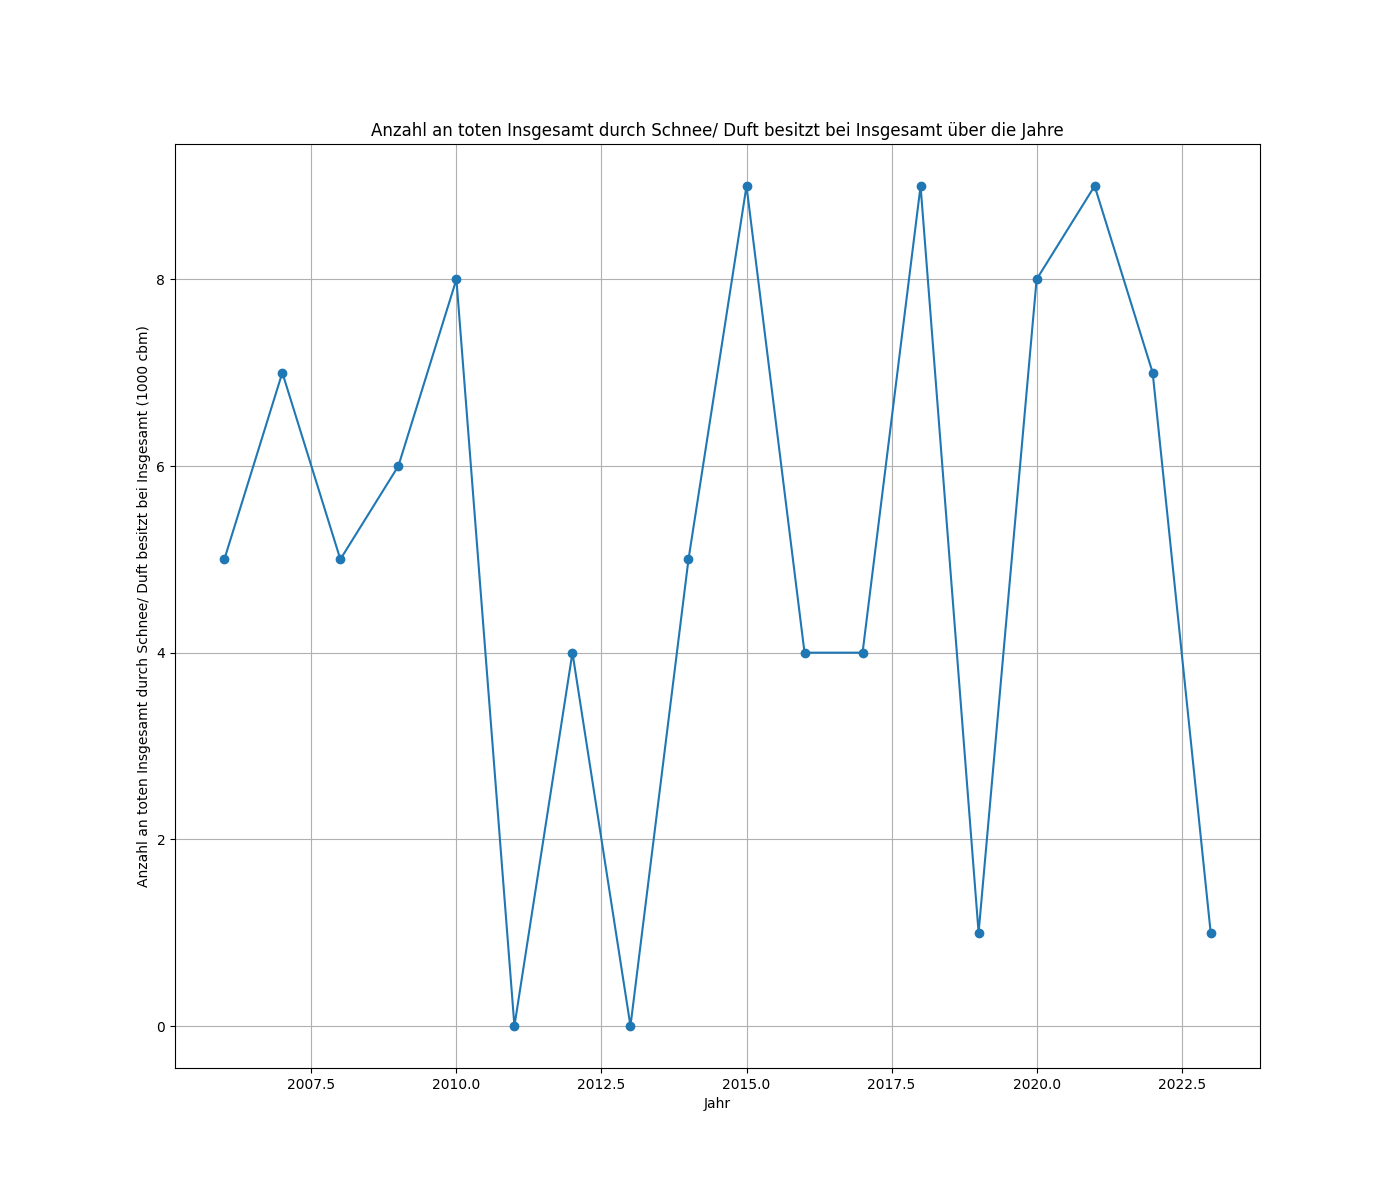 Anzahl an toten Insgesamt durch Schnee/ Duft besitzt bei Insgesamt über die Jahre
Anzahl an toten Insgesamt durch Schnee/ Duft besitzt bei Insgesamt (1000 cbm)
8
6
4
2
0
2007.5 2010.0 2012.5 2015.0 2017.5 2020.0 2022.5
Jahr